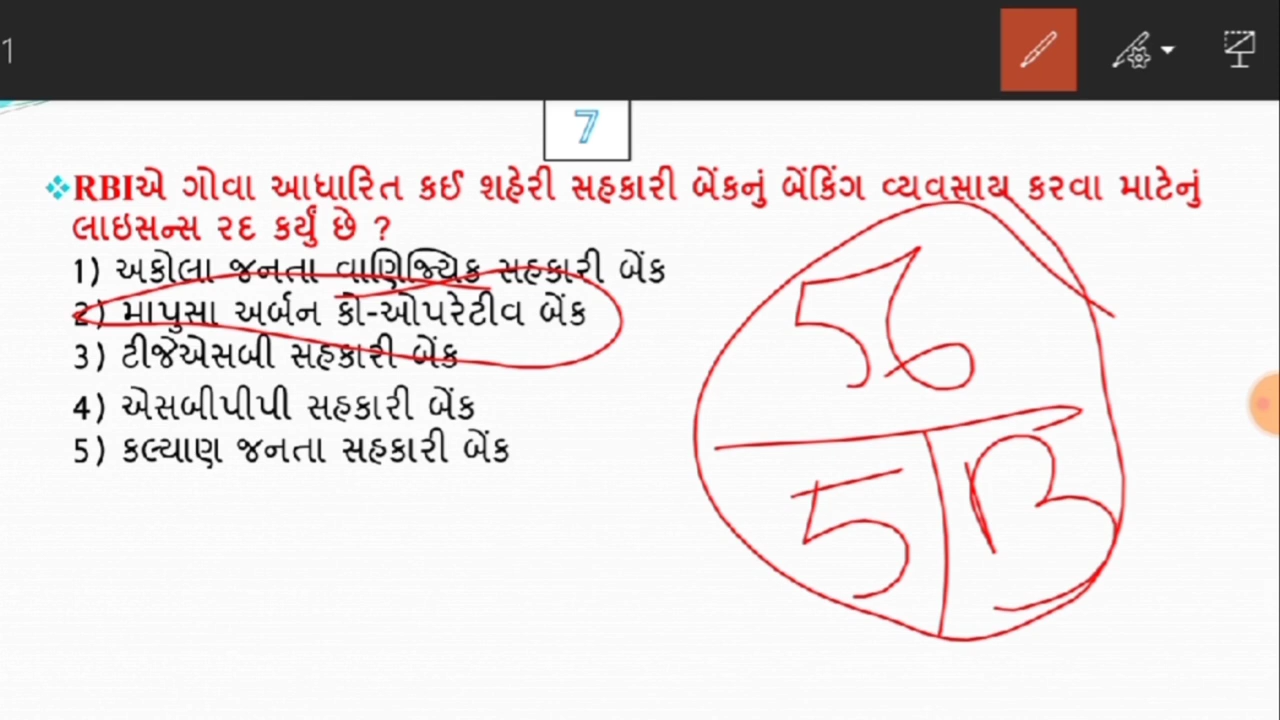 1
7
RBIએ ગોવા આધારિત કઈ શહેરી સહકારી બેંકનું બેંકિંગ વ્યવસાય કરવા માટેનું
લાઇસન્સ રદ કર્યું છે ?
1) અકોલા જનતા વાણિજ્યિક સહકારી બેંક
2) માપુસા અર્બન કો-ઓપરેટીવ બેંક
3) ટીજેએસબી સહકારી બેંક
4) એસબીપીપી સહકારી બેંક
5) કલ્યાણ જનતા સહકારી બેંક
56
5 B